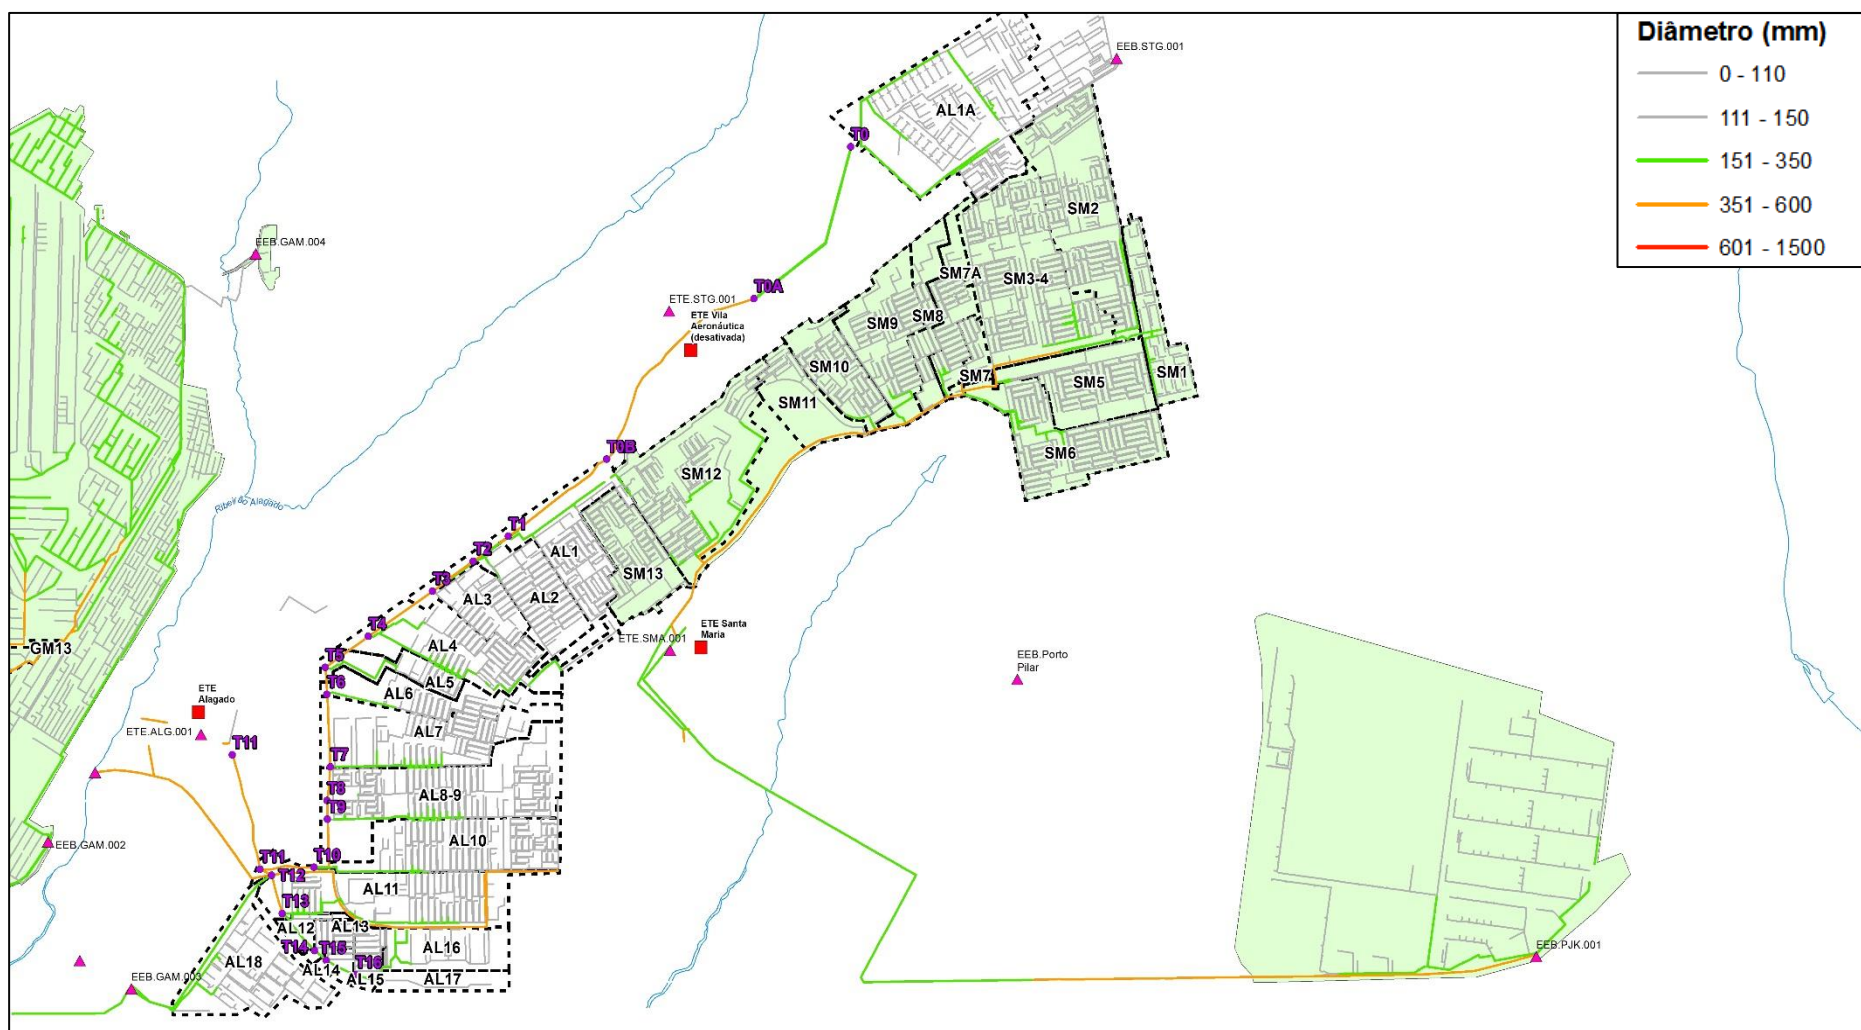 Diâmetro (mm)
0 - 110
111 - 150
151 - 350
351 - 600
601 - 1500
EEB.STG.001
AL1A
T0
SM2
EEB.GAM.004
SM7A
SM3-4
T0A
ETE.STG.001
ETE Vila
Aeronáutica
(desativada)
SM9
SM8
SM10
SM7
SM5
SM1
SM11
T0B
SM6
SM12
Ribeirão Alagado
T1
T2
AL1
SM13
T3
AL3
AL2
T4
AL4
ETE.SMA.001
ETE Santa
Maria
GM13
T5
AL5
EEB.Porto
Pilar
T6
AL6
ETE
Alagado
AL7
ETE.ALG.001
T11
T7
T8
AL8-9
T9
EEB.GAM.002
AL10
T11
T10
T12
AL11
T13
AL12
AL13
T14
T15
AL16
EEB.PJK.001
AL18
AL14
T16
EEB.GAM.003
AL15
AL17